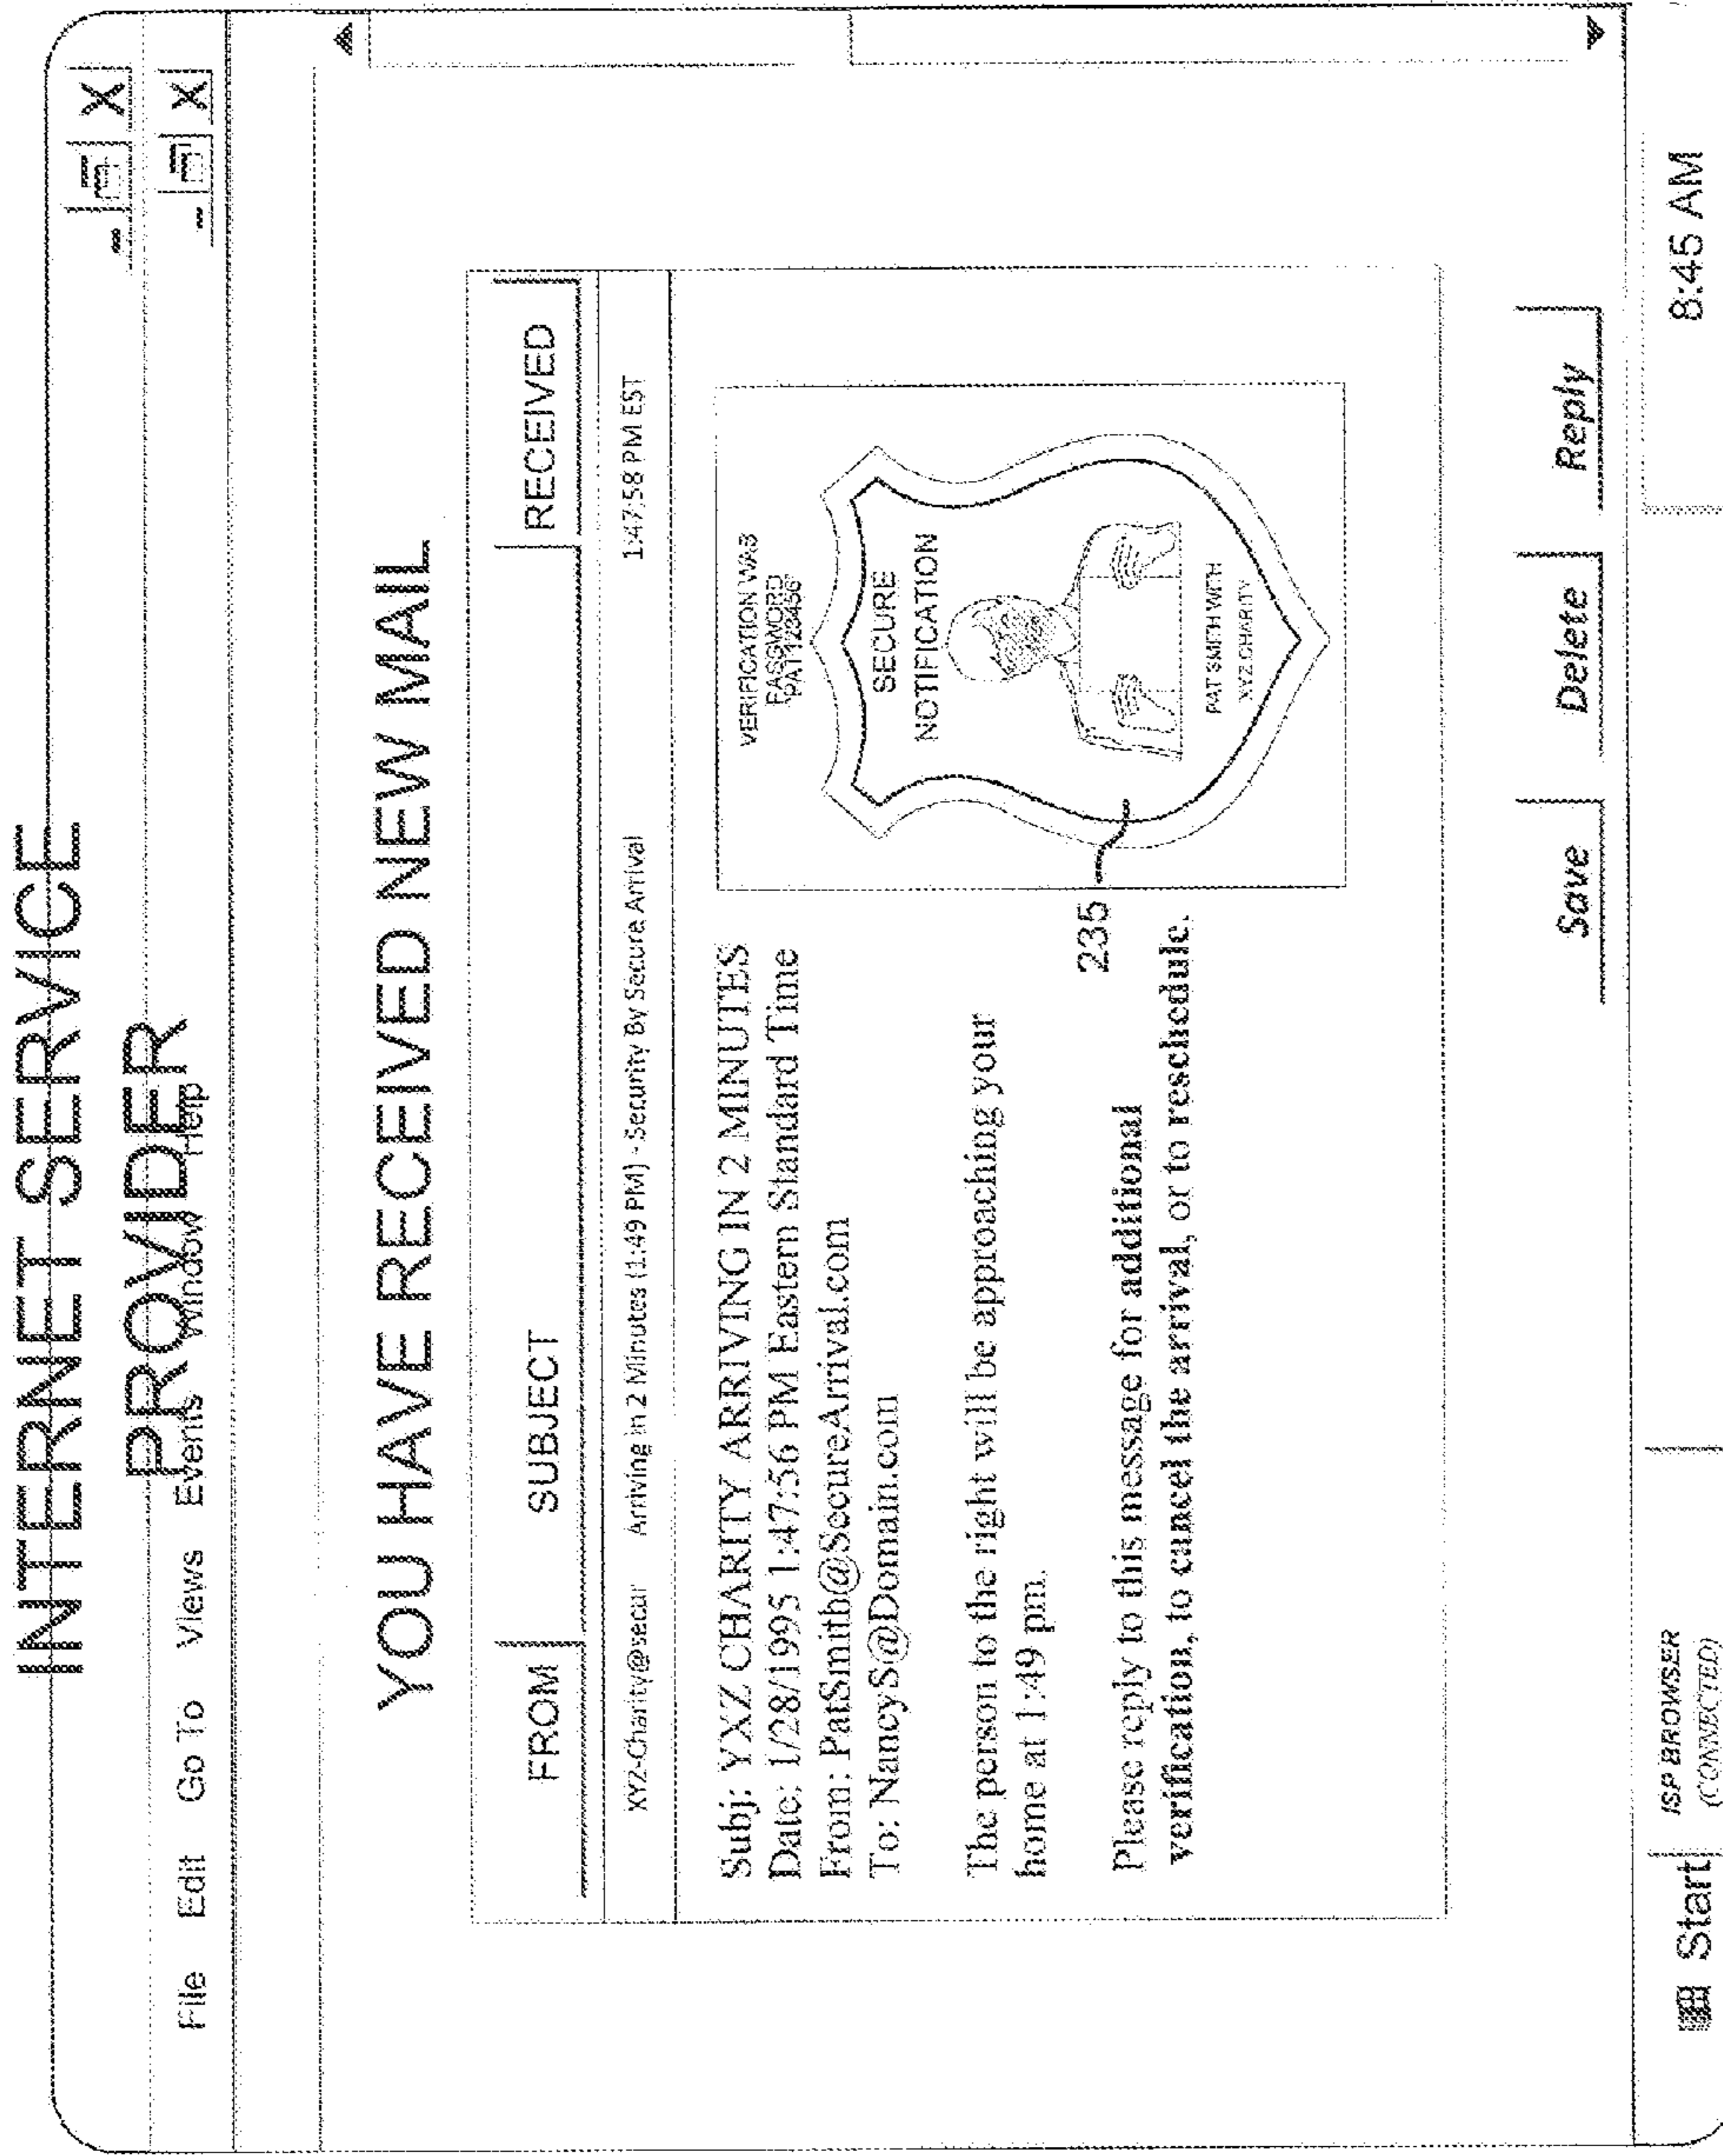 INTERNET SERVICE
PROVIDER
File Edit Go To Views Events Window Help
YOU HAVE RECEIVED NEW MAIL
FROM SUBJECT RECEIVED
XYZ-Charity@secur Arriving in 2 Minutes (1:49 PM) - Security By Secure Arrival 1:47:58 PM EST
Subj: YXZ CHARITY ARRIVING IN 2 MINUTES
Date: 1/28/1995 1:47:56 PM Eastern Standard Time
From: PatSmith@SecureArrival.com
To: NancyS@Domain.com
The person to the right will be approaching your
home at 1:49 pm.
Please reply to this message for additional
verification, to cancel the arrival, or to reschedule.
VERIFICATION WAS
PASSWORD
"PAT123456"
SECURE
NOTIFICATION
PAT SMITH WITH
XYZ CHARITY
235
Save Delete Reply
Start ISP BROWSER
(CONNECTED)
8:45 AM